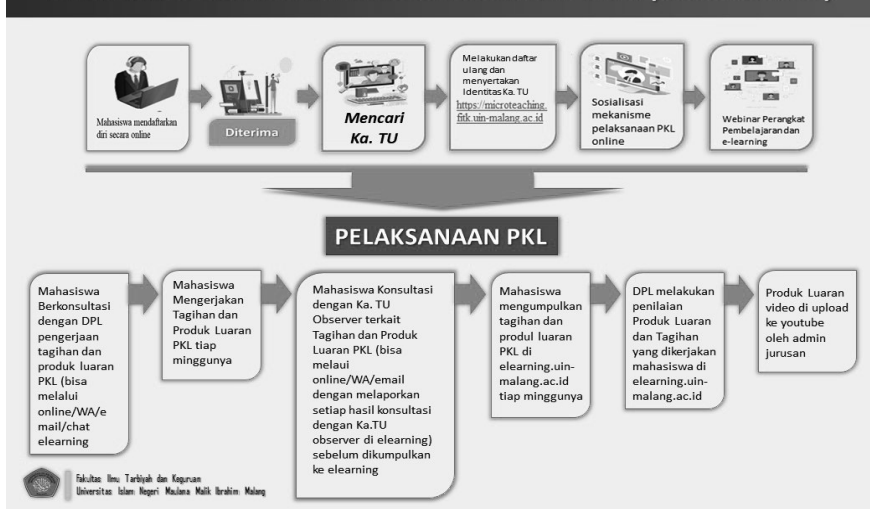 Mahasiswa mendaftarkan
diri secara online
Diterima
Mencari
Ka. TU
Melakukan daftar
ulang dan
menyertakan
Identitas Ka. TU
https://microteaching.
fitk.uin-malang.ac.id
Sosialisasi
mekanisme
pelaksanaan PKL
online
Webinar Perangkat
Pembelajaran dan
e-learning
PELAKSANAAN PKL
Mahasiswa
Berkonsultasi
dengan DPL
pengerjaan
tagihan dan
produk luaran
PKL (bisa
melalui
online/WA/e
mail/chat
elearning
Mahasiswa
Mengerjakan
Tagihan dan
Produk Luaran
PKL tiap
minggunya
Mahasiswa Konsultasi
dengan Ka. TU
Observer terkait
Tagihan dan Produk
Luaran PKL (bisa
melaui
online/WA/email
dengan melaporkan
setiap hasil konsultasi
dengan Ka.TU
observer di elearning)
sebelum dikumpulkan
ke elearning
Mahasiswa
mengumpulkan
tagihan dan
produl luaran
PKL di
elearning.uin-
malang.ac.id
tiap minggunya
DPL melakukan
penilaian
Produk Luaran
dan Tagihan
yang dikerjakan
mahasiswa di
elearning.uin-
malang.ac.id
Produk Luaran
video di upload
ke youtube
oleh admin
jurusan
Fakultas Ilmu Tarbiyah dan Keguruan
Universitas Islam Negeri Maulana Malik Ibrahim Malang